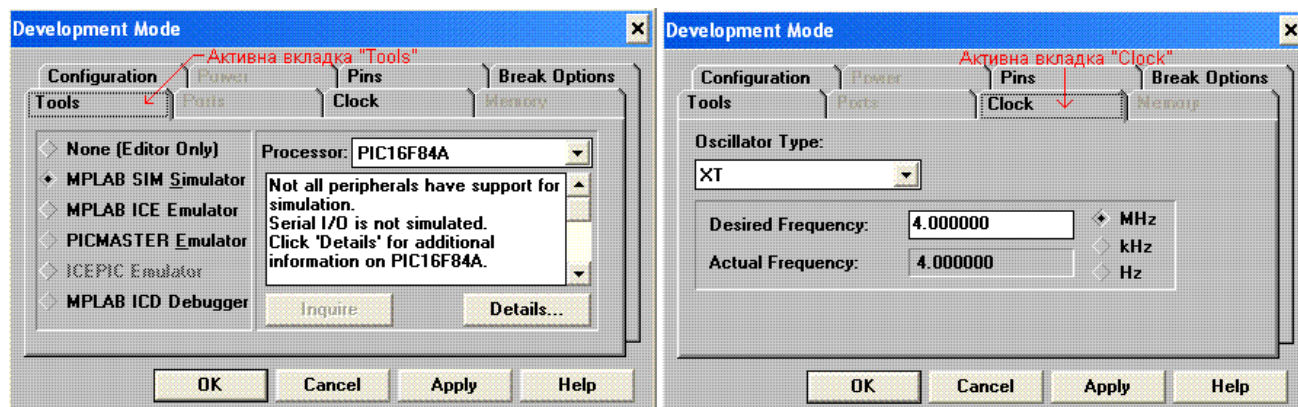 Development Mode
Активна вкладка "Tools"
Configuration Power Pins Break Options
Tools Ports Clock Memory
None (Editor Only)
MPLAB SIM Simulator
MPLAB ICE Emulator
PICMASTER Emulator
ICEPIC Emulator
MPLAB ICD Debugger
Processor: PIC16F84A
Not all peripherals have support for
simulation.
Serial I/O is not simulated.
Click 'Details' for additional
information on PIC16F84A.
Inquire Details...
OK Cancel Apply Help
Development Mode
Активна вкладка "Clock"
Configuration Power Pins Break Options
Tools Ports Clock Memory
Oscillator Type:
XT
Desired Frequency: 4.000000
Actual Frequency: 4.000000
MHz
kHz
Hz
OK Cancel Apply Help